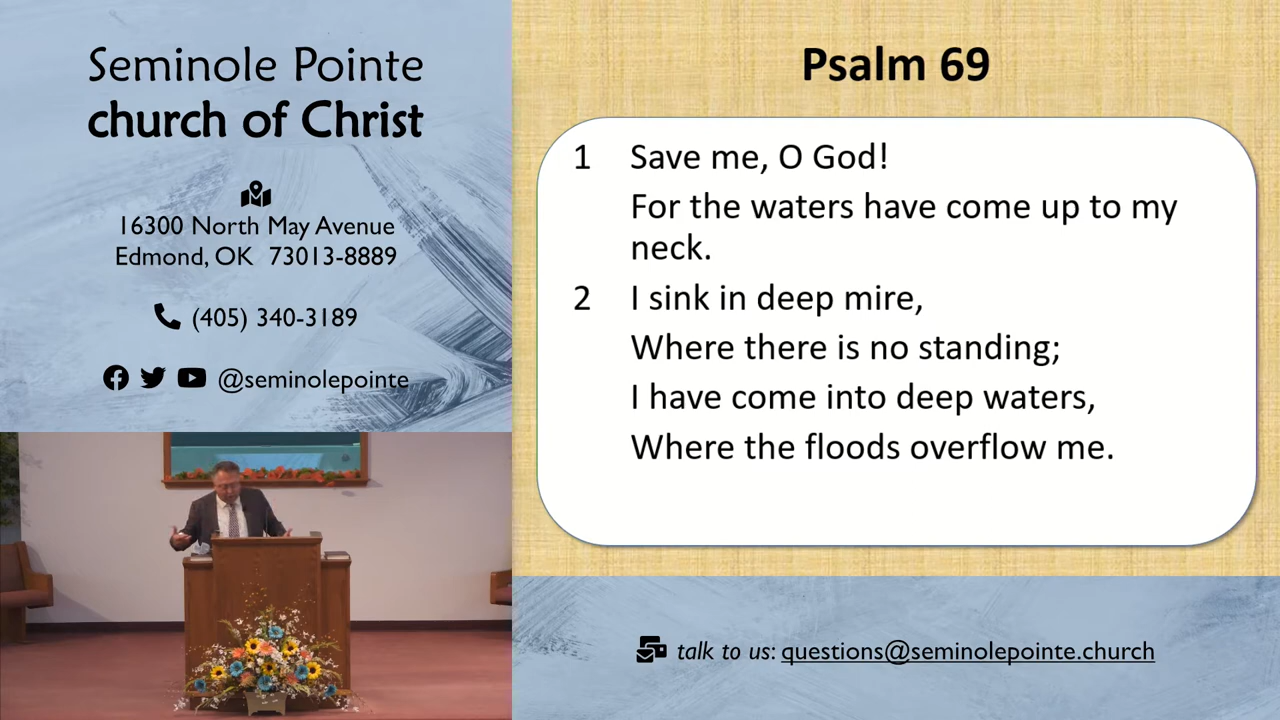 Seminole Pointe
church of Christ
16300 North May Avenue
Edmond, OK 73013-8889
(405) 340-3189
@seminolepointe
Psalm 69
1 Save me, O God!
For the waters have come up to my
neck.
2 I sink in deep mire,
Where there is no standing;
I have come into deep waters,
Where the floods overflow me.
talk to us: questions@seminolepointe.church